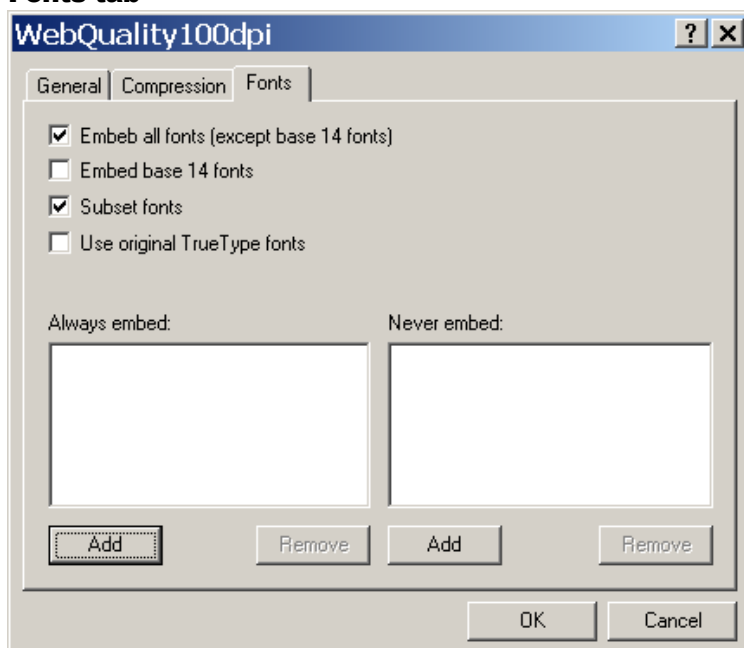 Fonts tab
WebQuality100dpi
General Compression Fonts
Embeb all fonts (except base 14 fonts)
Embed base 14 fonts
Subset fonts
Use original TrueType fonts
Always embed: Never embed:
Add Remove Add Remove
OK Cancel